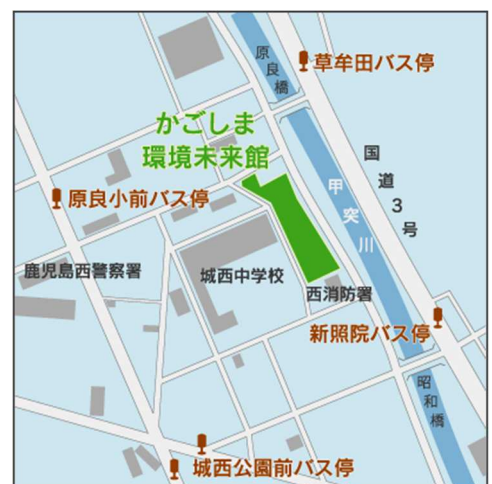 原良橋
草牟田バス停
かごしま
環境未来館
国道3号
甲突川
原良小前バス停
鹿児島西警察署
城西中学校
西消防署
新照院バス停
昭和橋
城西公園前バス停